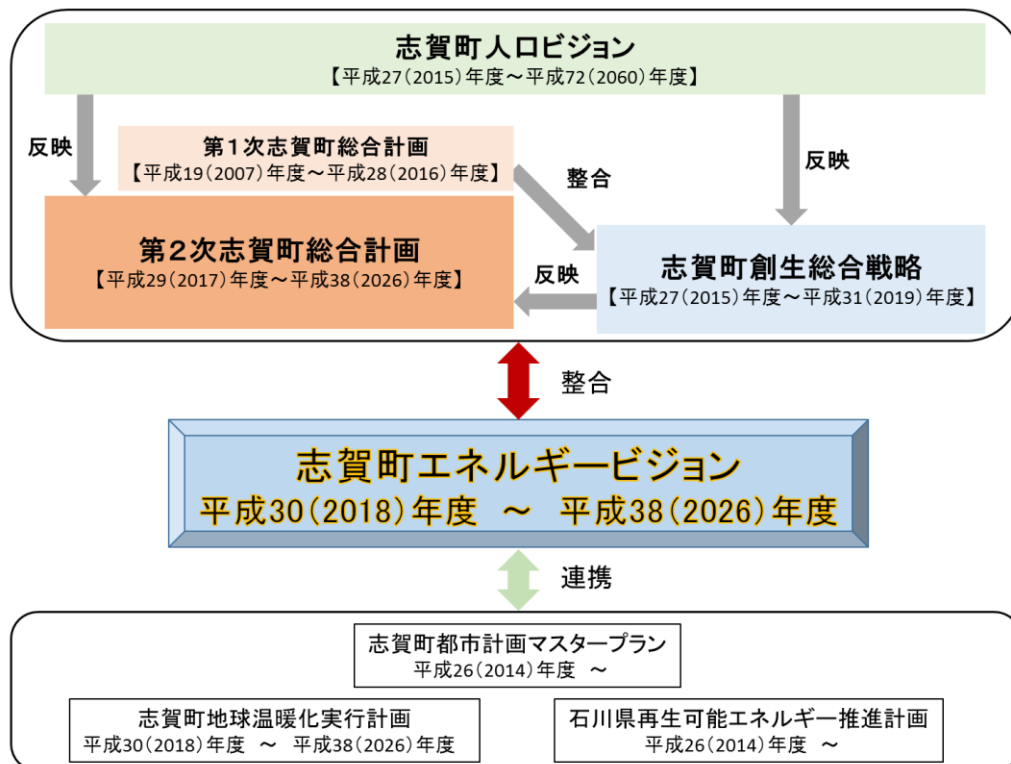 志賀町人口ビジョン
【平成27(2015)年度～平成72(2060)年度】
反映
第１次志賀町総合計画
【平成19(2007)年度～平成28(2016)年度】
整合
反映
第２次志賀町総合計画
【平成29(2017)年度～平成38(2026)年度】
反映
志賀町創生総合戦略
【平成27(2015)年度～平成31(2019)年度】
整合
志賀町エネルギービジョン
平成30(2018)年度 ～ 平成38(2026)年度
連携
志賀町都市計画マスタープラン
平成26(2014)年度 ～
志賀町地球温暖化実行計画
平成30(2018)年度 ～ 平成38(2026)年度
石川県再生可能エネルギー推進計画
平成26(2014)年度 ～